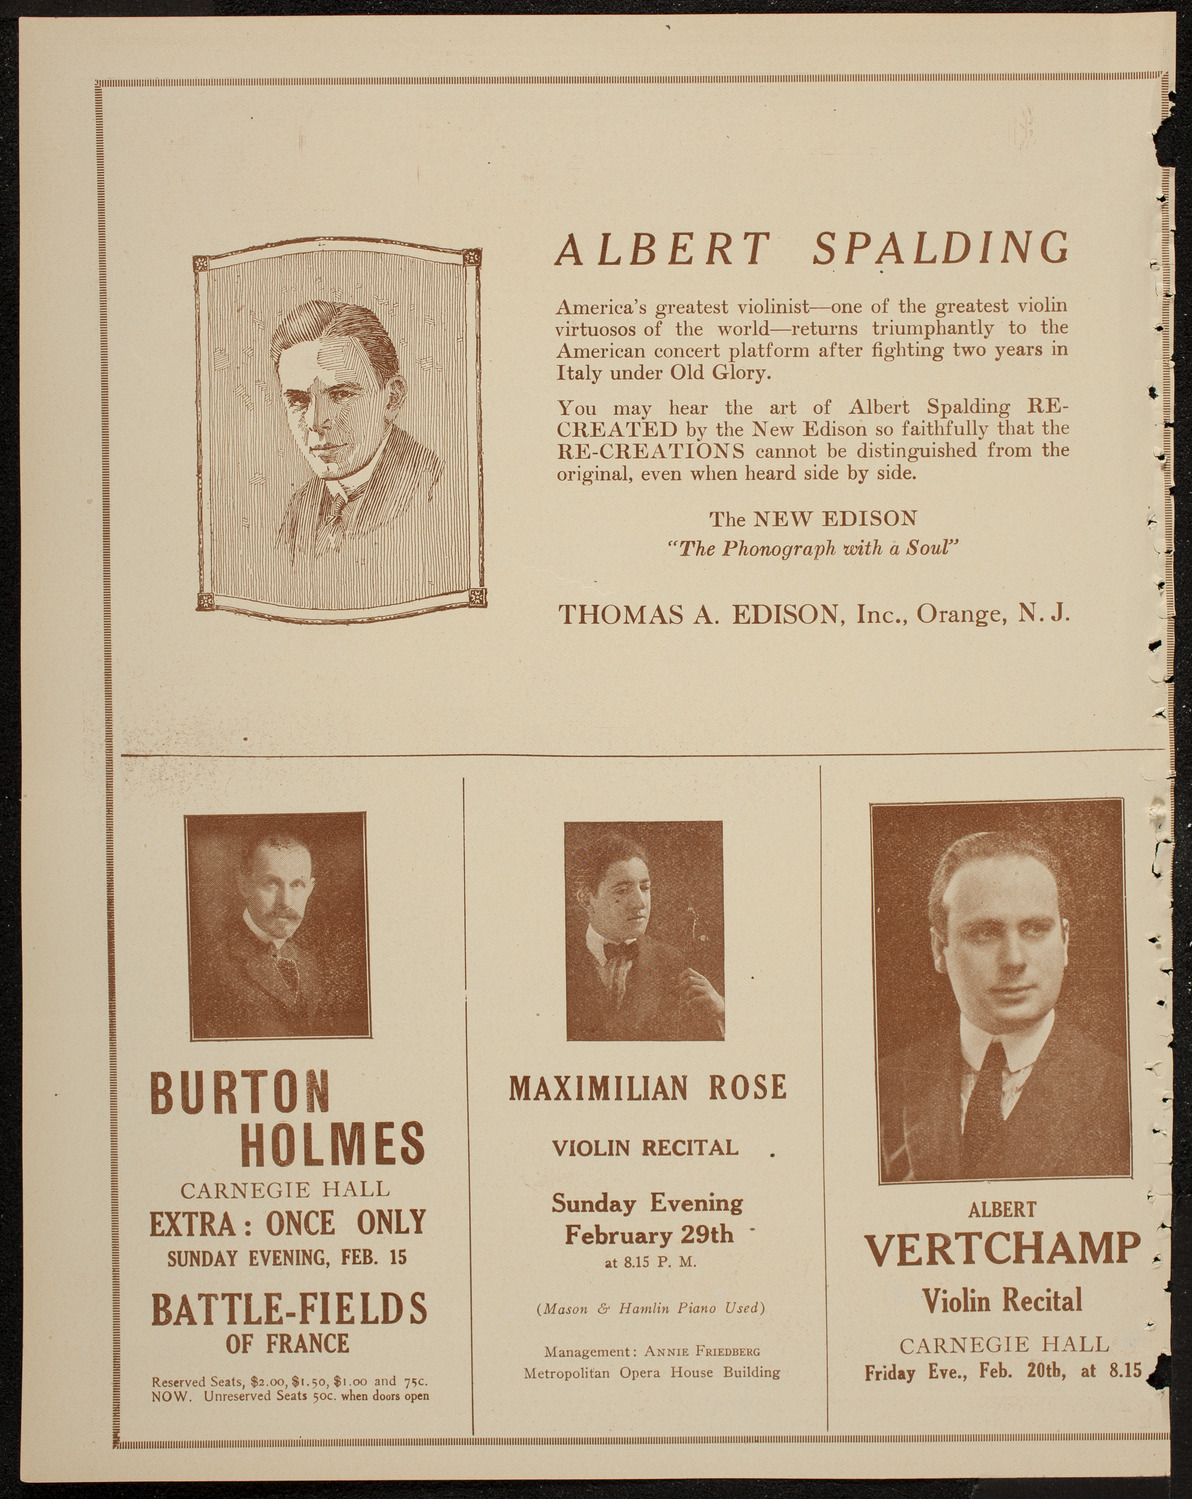 ALBERT SPALDING
America's greatest violinist—one of the greatest violin
virtuosos of the world—returns triumphantly to the
American concert platform after fighting two years in
Italy under Old Glory.
You may hear the art of Albert Spalding RE-
CREATED by the New Edison so faithfully that the
RE-CREATIONS cannot be distinguished from the
original, even when heard side by side.
The NEW EDISON
"The Phonograph with a Soul"
THOMAS A. EDISON, Inc., Orange, N. J.
BURTON
HOLMES
CARNEGIE HALL
EXTRA: ONCE ONLY
SUNDAY EVENING, FEB. 15
BATTLE-FIELDS
OF FRANCE
Reserved Seats, $2.00, $1.50, $1.00 and 75c.
NOW. Unreserved Seats 50c. when doors open
MAXIMILIAN ROSE
VIOLIN RECITAL
Sunday Evening
February 29th
at 8.15 P. M.
(Mason & Hamlin Piano Used)
Management: ANNIE FRIEDBERG
Metropolitan Opera House Building
ALBERT
VERTCHAMP
Violin Recital
CARNEGIE HALL
Friday Eve., Feb. 20th, at 8.15